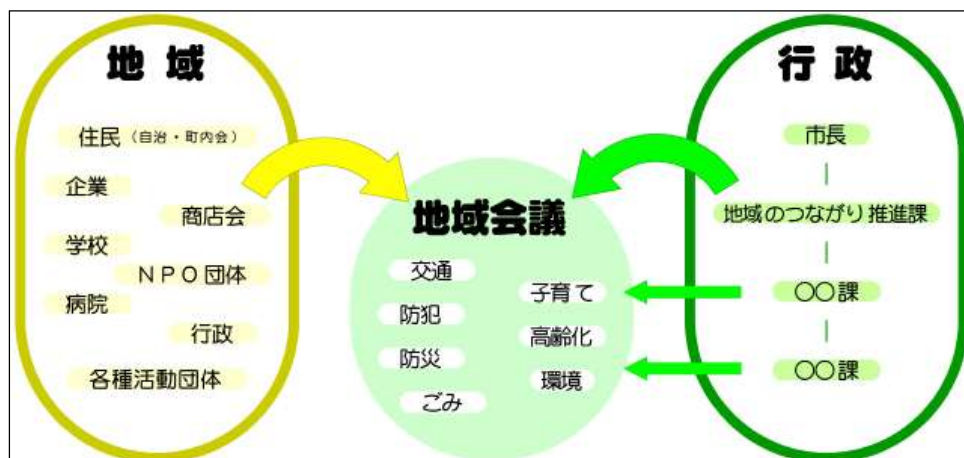 地域
住民（自治・町内会）
企業
商店会
学校
NPO団体
病院
行政
各種活動団体
地域会議
交通
防犯
防災
ごみ
子育て
高齢化
環境
行政
市長
地域のつながり推進課
〇〇課
〇〇課